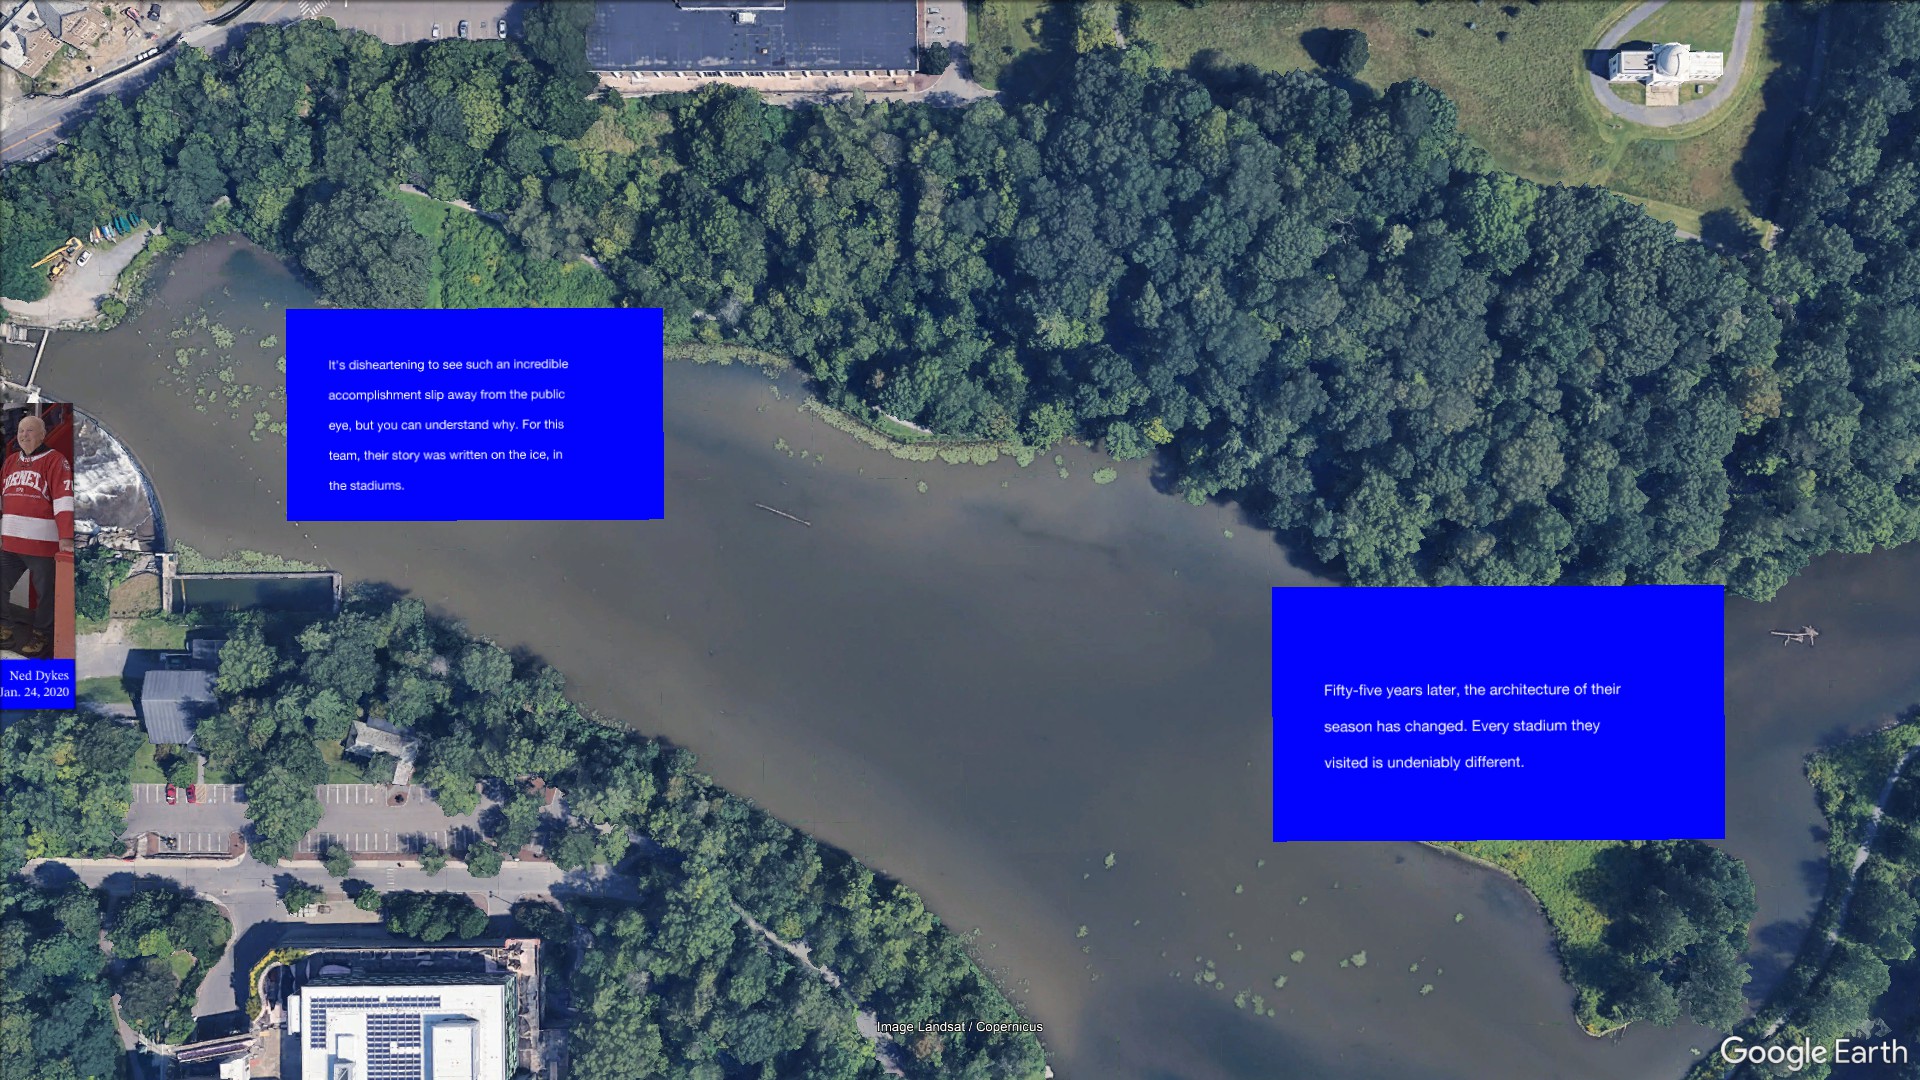 It's disheartening to see such an incredible
accomplishment slip away from the public
eye, but you can understand why. For this
team, their story was written on the ice, in
the stadiums.
Ned Dykes
Jan. 24, 2020
Fifty-five years later, the architecture of their
season has changed. Every stadium they
visited is undeniably different.
Image Landsat / Copernicus
Google Earth